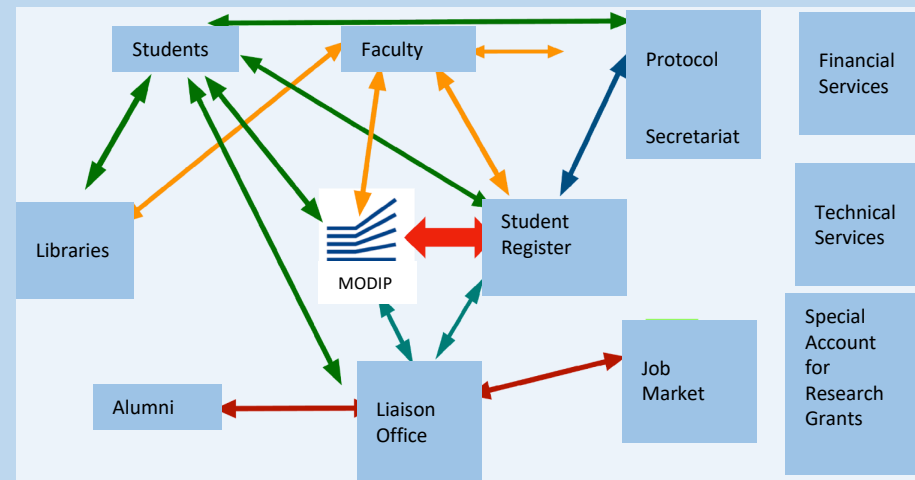 Students
Faculty
Protocol
Secretariat
Financial
Services
Libraries
MODIP
Student
Register
Technical
Services
Alumni
Liaison
Office
Job
Market
Special
Account
for
Research
Grants